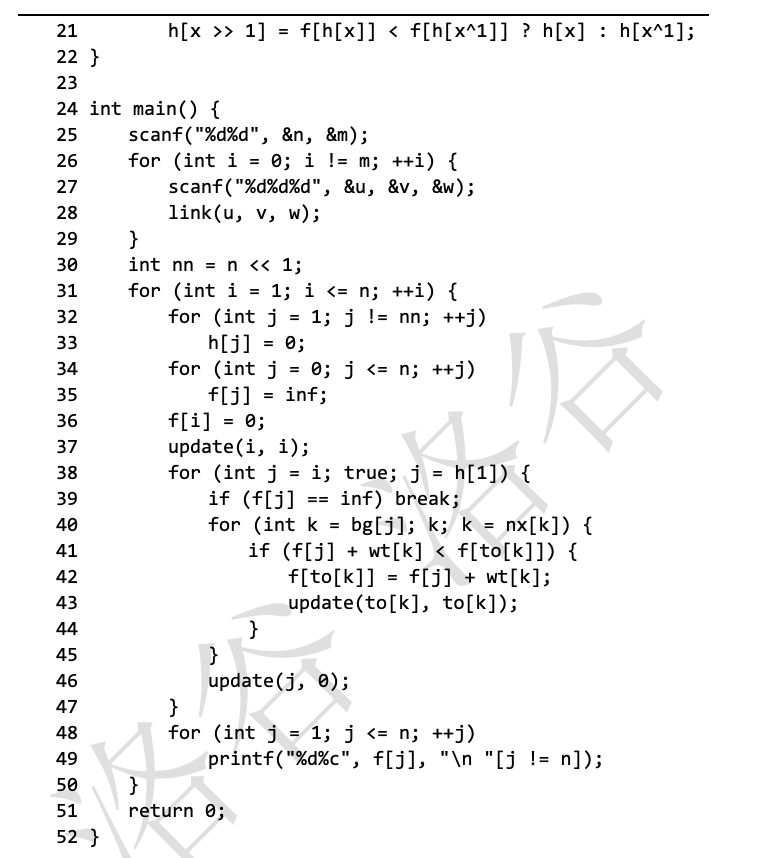 21 h[x >> 1] = f[h[x]] < f[h[x^1]] ? h[x] : h[x^1];
22 }
23
24 int main() {
25 scanf("%d%d", &n, &m);
26 for (int i = 0; i != m; ++i) {
27 scanf("%d%d%d", &u, &v, &w);
28 link(u, v, w);
29 }
30 int nn = n << 1;
31 for (int i = 1; i <= n; ++i) {
32 for (int j = 1; j != nn; ++j)
33 h[j] = 0;
34 for (int j = 0; j <= n; ++j)
35 f[j] = inf;
36 f[i] = 0;
37 update(i, i);
38 for (int j = i; true; j = h[1]) {
39 if (f[j] == inf) break;
40 for (int k = bg[j]; k; k = nx[k]) {
41 if (f[j] + wt[k] < f[to[k]]) {
42 f[to[k]] = f[j] + wt[k];
43 update(to[k], to[k]);
44 }
45 }
46 update(j, 0);
47 }
48 for (int j = 1; j <= n; ++j)
49 printf("%d%c", f[j], "\n "[j != n]);
50 }
51 return 0;
52 }
洛谷
洛谷